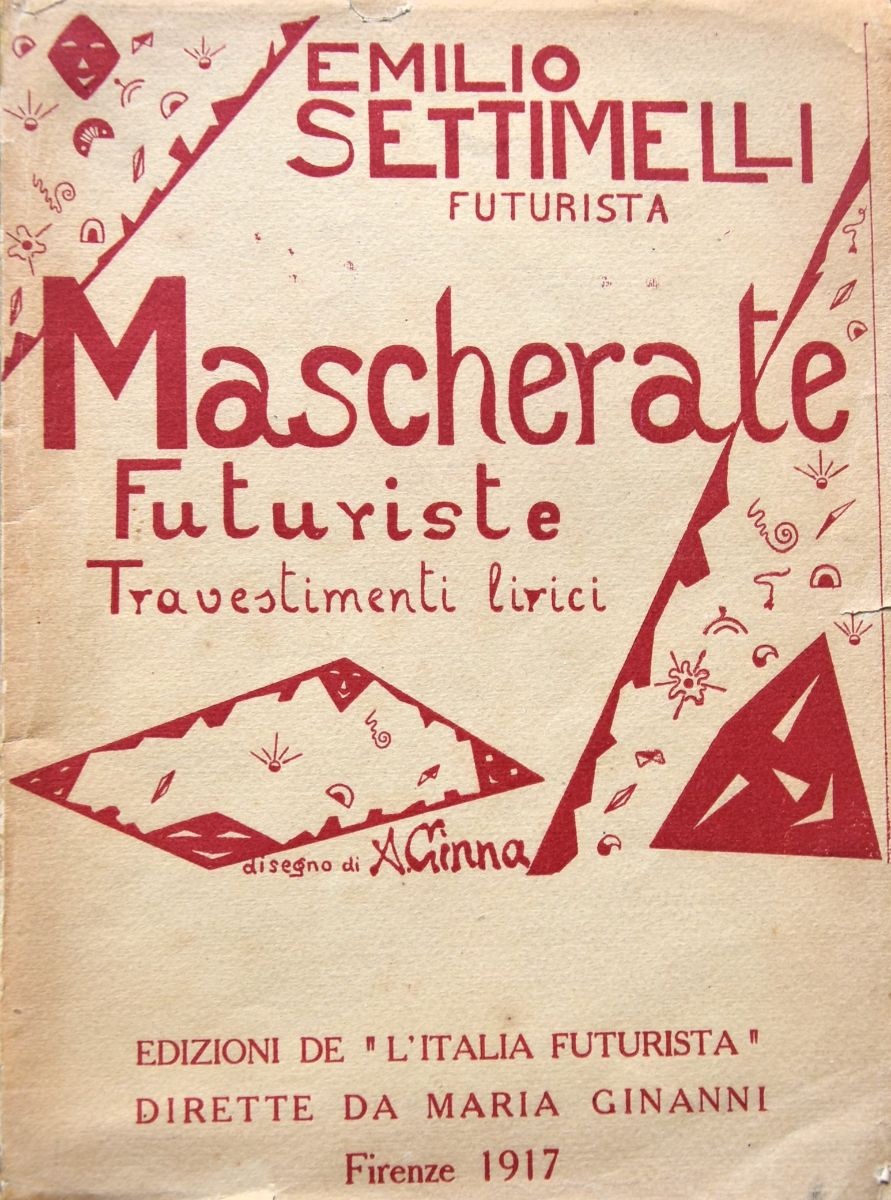 EMILIO
SETTIMELLI
FUTURISTA
Mascherate
Futuriste
Travestimenti lirici
disegno di A. Ginna
EDIZIONI DE "L'ITALIA FUTURISTA"
DIRETTE DA MARIA GINANNI
Firenze 1917